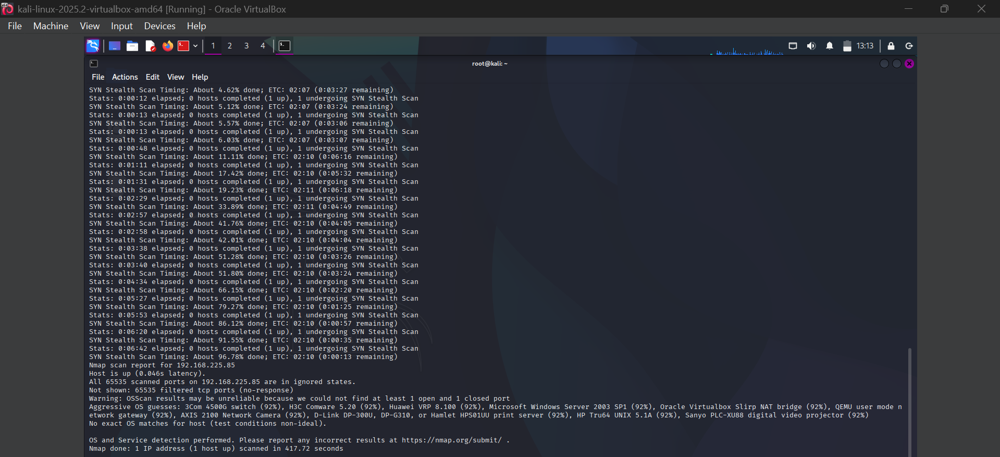 kali-linux-2025.2-virtualbox-amd64 [Running] - Oracle VirtualBox
File Machine View Input Devices Help
1 2 3 4 13:13
root@kali: ~
File Actions Edit View Help
SYN Stealth Scan Timing: About 4.62% done; ETC: 02:07 (0:03:27 remaining)
Stats: 0:00:12 elapsed; 0 hosts completed (1 up), 1 undergoing SYN Stealth Scan
SYN Stealth Scan Timing: About 5.12% done; ETC: 02:07 (0:03:24 remaining)
Stats: 0:00:13 elapsed; 0 hosts completed (1 up), 1 undergoing SYN Stealth Scan
SYN Stealth Scan Timing: About 5.57% done; ETC: 02:07 (0:03:06 remaining)
Stats: 0:00:13 elapsed; 0 hosts completed (1 up), 1 undergoing SYN Stealth Scan
SYN Stealth Scan Timing: About 6.03% done; ETC: 02:07 (0:03:07 remaining)
Stats: 0:00:48 elapsed; 0 hosts completed (1 up), 1 undergoing SYN Stealth Scan
SYN Stealth Scan Timing: About 11.11% done; ETC: 02:10 (0:06:16 remaining)
Stats: 0:01:11 elapsed; 0 hosts completed (1 up), 1 undergoing SYN Stealth Scan
SYN Stealth Scan Timing: About 17.42% done; ETC: 02:10 (0:05:32 remaining)
Stats: 0:01:31 elapsed; 0 hosts completed (1 up), 1 undergoing SYN Stealth Scan
SYN Stealth Scan Timing: About 19.23% done; ETC: 02:11 (0:06:18 remaining)
Stats: 0:02:29 elapsed; 0 hosts completed (1 up), 1 undergoing SYN Stealth Scan
SYN Stealth Scan Timing: About 33.89% done; ETC: 02:11 (0:04:49 remaining)
Stats: 0:02:57 elapsed; 0 hosts completed (1 up), 1 undergoing SYN Stealth Scan
SYN Stealth Scan Timing: About 41.76% done; ETC: 02:10 (0:04:05 remaining)
Stats: 0:02:58 elapsed; 0 hosts completed (1 up), 1 undergoing SYN Stealth Scan
SYN Stealth Scan Timing: About 42.01% done; ETC: 02:10 (0:04:04 remaining)
Stats: 0:03:38 elapsed; 0 hosts completed (1 up), 1 undergoing SYN Stealth Scan
SYN Stealth Scan Timing: About 51.28% done; ETC: 02:10 (0:03:26 remaining)
Stats: 0:03:40 elapsed; 0 hosts completed (1 up), 1 undergoing SYN Stealth Scan
SYN Stealth Scan Timing: About 51.80% done; ETC: 02:10 (0:03:24 remaining)
Stats: 0:04:34 elapsed; 0 hosts completed (1 up), 1 undergoing SYN Stealth Scan
SYN Stealth Scan Timing: About 66.15% done; ETC: 02:10 (0:02:20 remaining)
Stats: 0:05:27 elapsed; 0 hosts completed (1 up), 1 undergoing SYN Stealth Scan
SYN Stealth Scan Timing: About 79.27% done; ETC: 02:10 (0:01:25 remaining)
Stats: 0:05:53 elapsed; 0 hosts completed (1 up), 1 undergoing SYN Stealth Scan
SYN Stealth Scan Timing: About 86.12% done; ETC: 02:10 (0:00:57 remaining)
Stats: 0:06:20 elapsed; 0 hosts completed (1 up), 1 undergoing SYN Stealth Scan
SYN Stealth Scan Timing: About 91.55% done; ETC: 02:10 (0:00:35 remaining)
Stats: 0:06:42 elapsed; 0 hosts completed (1 up), 1 undergoing SYN Stealth Scan
SYN Stealth Scan Timing: About 96.78% done; ETC: 02:10 (0:00:13 remaining)
Nmap scan report for 192.168.225.85
Host is up (0.046s latency).
All 65535 scanned ports on 192.168.225.85 are in ignored states.
Not shown: 65535 filtered tcp ports (no-response)
Warning: OSScan results may be unreliable because we could not find at least 1 open and 1 closed port
Aggressive OS guesses: 3Com 4500G switch (92%), H3C Comware 5.20 (92%), Huawei VRP 8.100 (92%), Microsoft Windows Server 2003 SP1 (92%), Oracle Virtualbox Slirp NAT bridge (92%), QEMU user mode n
etwork gateway (92%), AXIS 2100 Network Camera (92%), D-Link DP-300U, DP-G310, or Hamlet HPS01UU print server (92%), HP Tru64 UNIX 5.1A (92%), Sanyo PLC-XU88 digital video projector (92%)
No exact OS matches for host (test conditions non-ideal).
OS and Service detection performed. Please report any incorrect results at https://nmap.org/submit/ .
Nmap done: 1 IP address (1 host up) scanned in 417.72 seconds